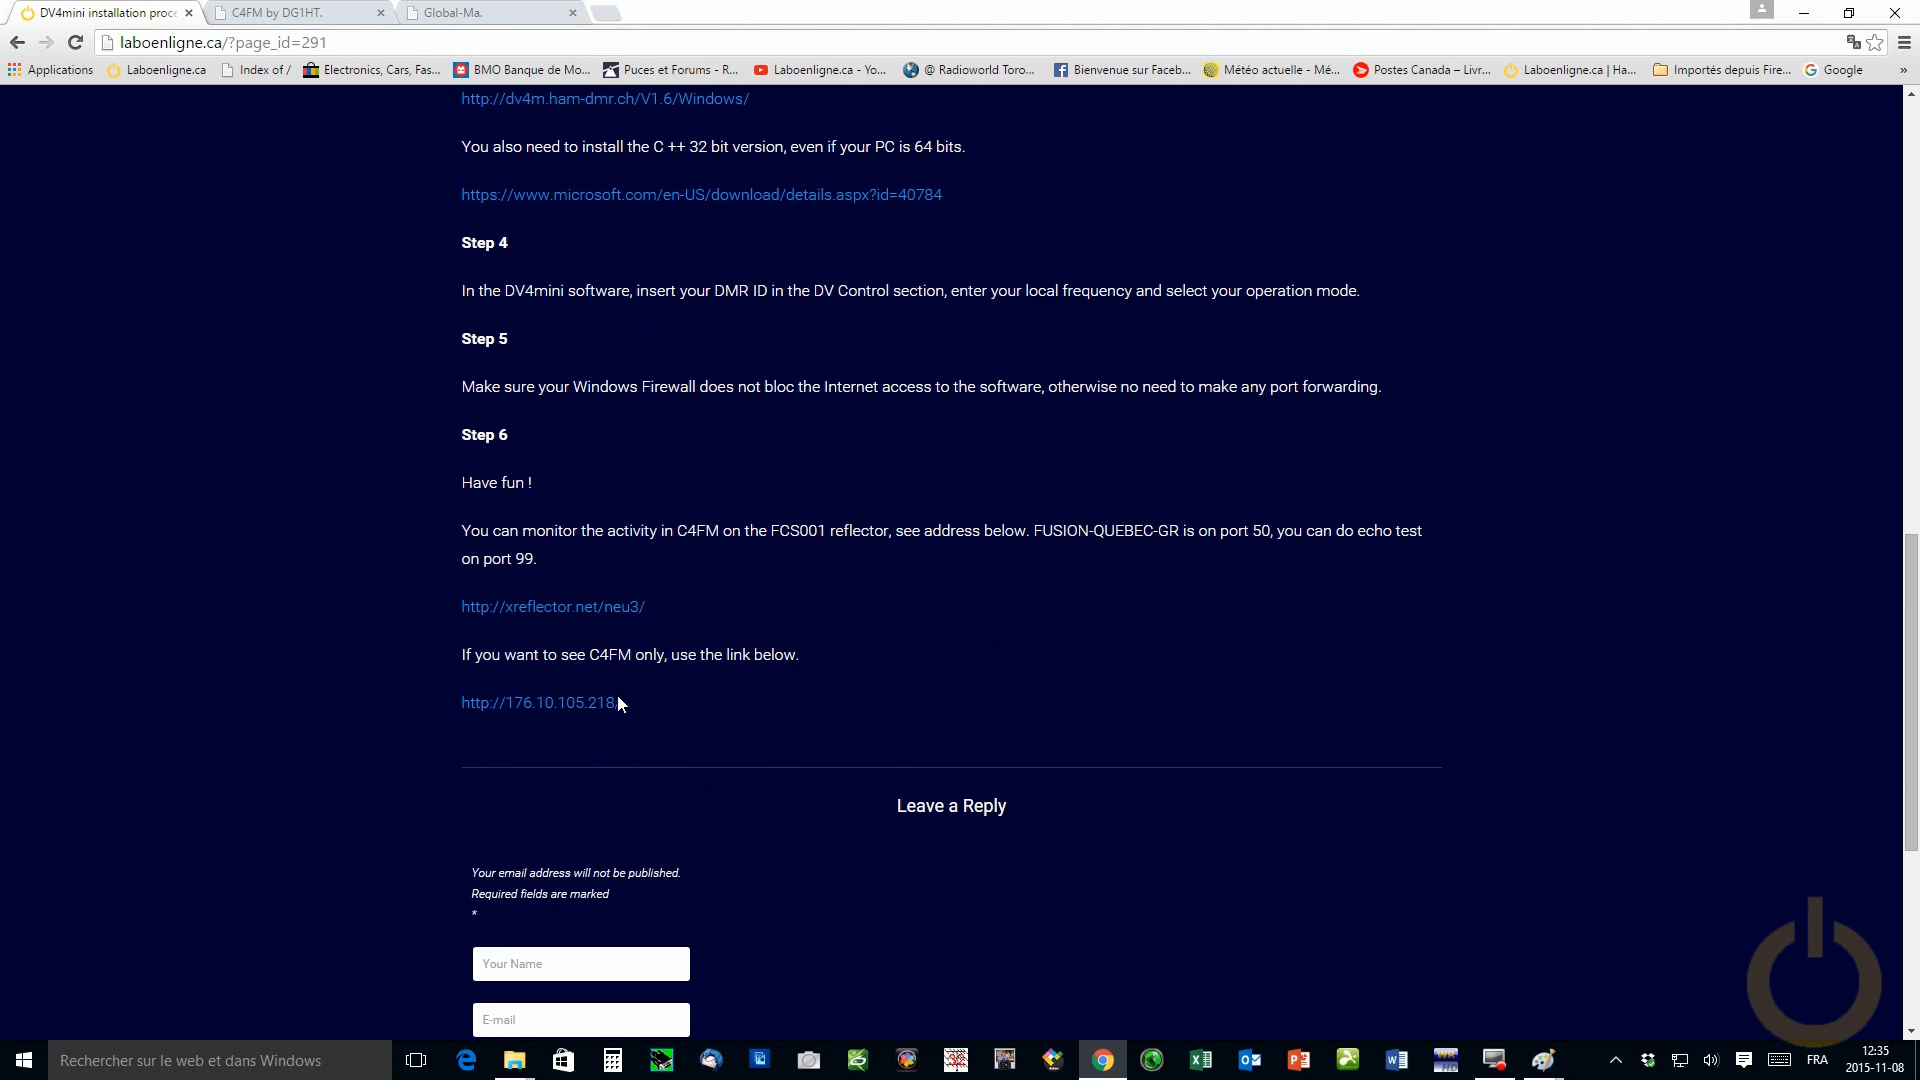 DV4mini installation proce
C4FM by DG1HT.
Global-Ma.
laboenligne.ca/?page_id=291
Applications
Laboenligne.ca
Index of /
Electronics, Cars, Fas...
BMO Banque de Mo...
Puces et Forums - R...
Laboenligne.ca - Yo...
@ Radioworld Toro...
Bienvenue sur Faceb...
Météo actuelle - Mé...
Postes Canada – Livr...
Laboenligne.ca | Ha...
Importés depuis Fire...
Google
»
http://dv4m.ham-dmr.ch/V1.6/Windows/
You also need to install the C ++ 32 bit version, even if your PC is 64 bits.
https://www.microsoft.com/en-US/download/details.aspx?id=40784
Step 4
In the DV4mini software, insert your DMR ID in the DV Control section, enter your local frequency and select your operation mode.
Step 5
Make sure your Windows Firewall does not bloc the Internet access to the software, otherwise no need to make any port forwarding.
Step 6
Have fun !
You can monitor the activity in C4FM on the FCS001 reflector, see address below. FUSION-QUEBEC-GR is on port 50, you can do echo test
on port 99.
http://xreflector.net/neu3/
If you want to see C4FM only, use the link below.
http://176.10.105.218/
Leave a Reply
Your email address will not be published.
Required fields are marked
*
Your Name
E-mail
Rechercher sur le web et dans Windows
FRA
12:35
2015-11-08